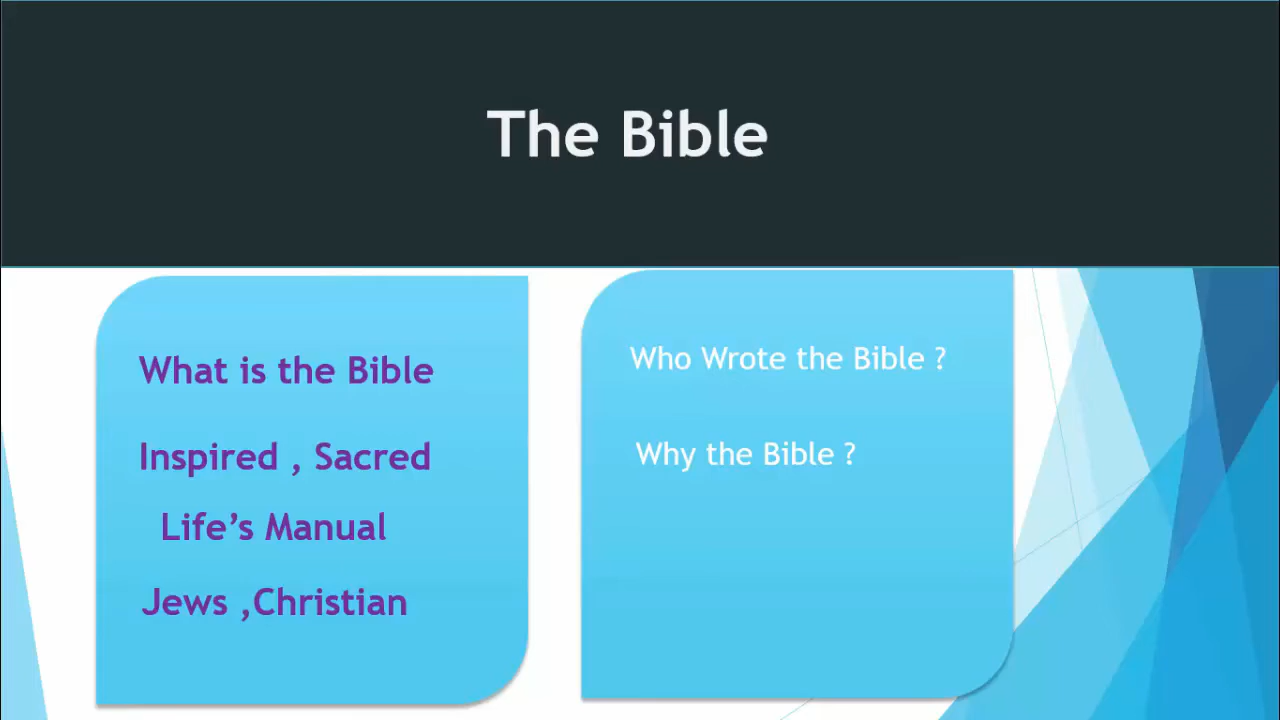 The Bible
What is the Bible
Inspired , Sacred
Life’s Manual
Jews ,Christian
Who Wrote the Bible ?
Why the Bible ?